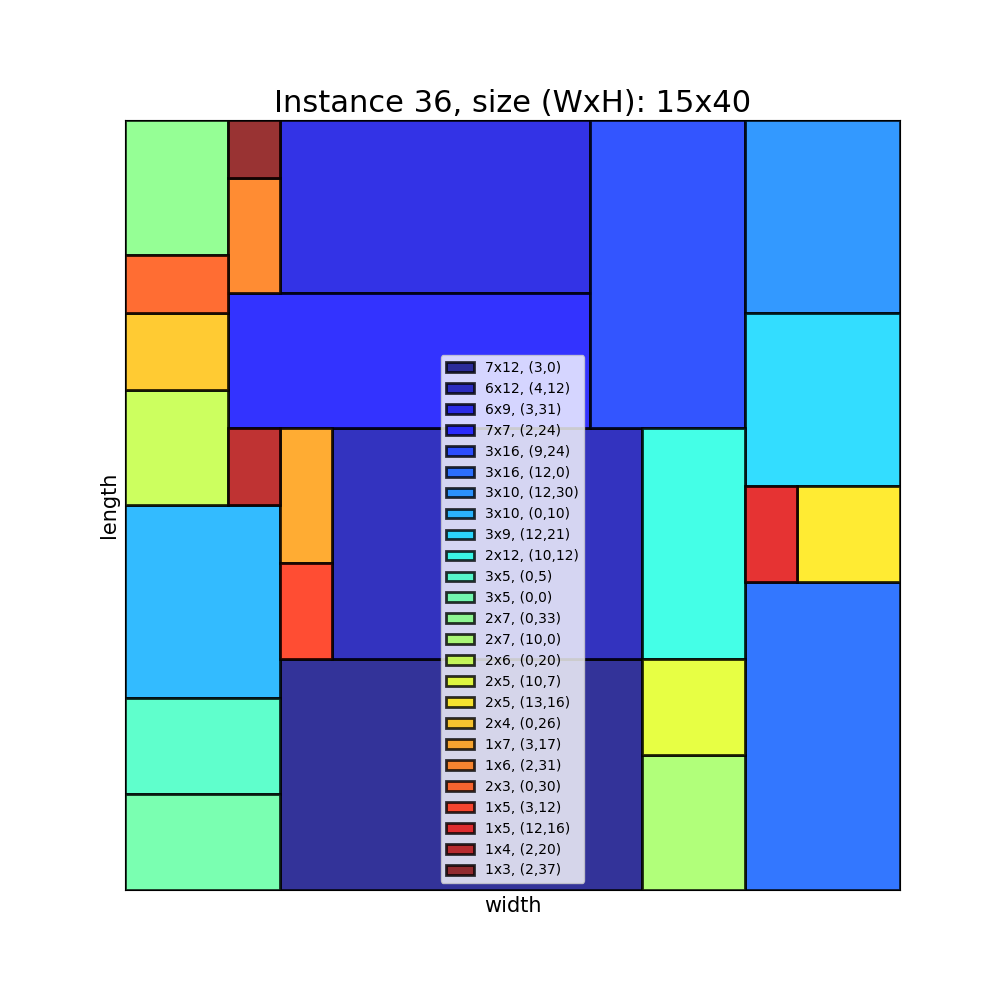 Instance 36, size (WxH): 15x40
length
7x12, (3,0)
6x12, (4,12)
6x9, (3,31)
7x7, (2,24)
3x16, (9,24)
3x16, (12,0)
3x10, (12,30)
3x10, (0,10)
3x9, (12,21)
2x12, (10,12)
3x5, (0,5)
3x5, (0,0)
2x7, (0,33)
2x7, (10,0)
2x6, (0,20)
2x5, (10,7)
2x5, (13,16)
2x4, (0,26)
1x7, (3,17)
1x6, (2,31)
2x3, (0,30)
1x5, (3,12)
1x5, (12,16)
1x4, (2,20)
1x3, (2,37)
width